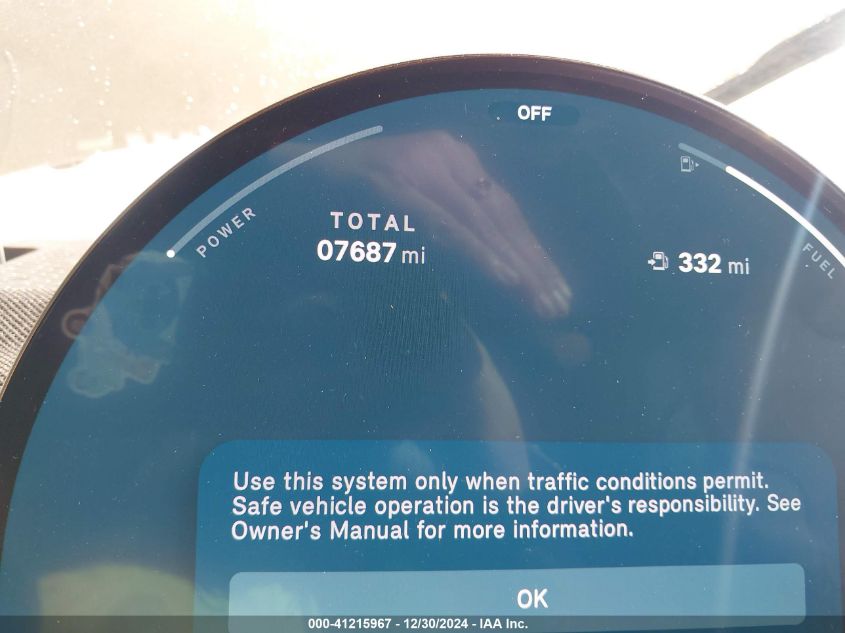 OFF
POWER
TOTAL
07687 mi
332 mi
FUEL
Use this system only when traffic conditions permit.
Safe vehicle operation is the driver's responsibility. See
Owner's Manual for more information.
OK
000-41215967 - 12/30/2024 - IAA Inc.